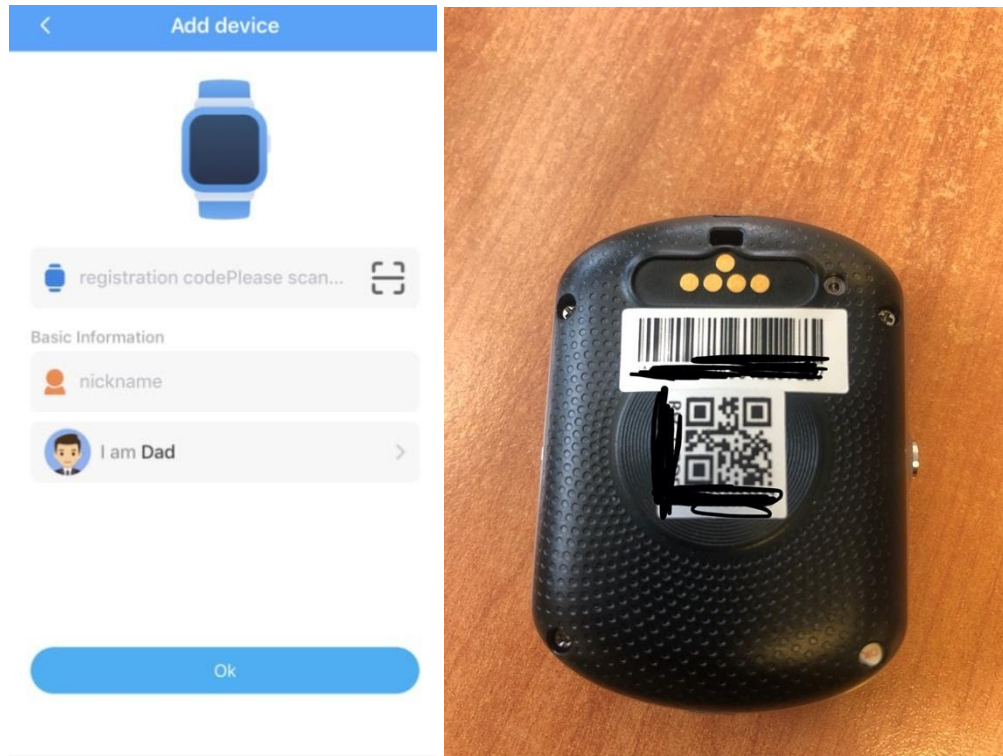 Add device
registration codePlease scan...
Basic Information
nickname
I am Dad
Ok